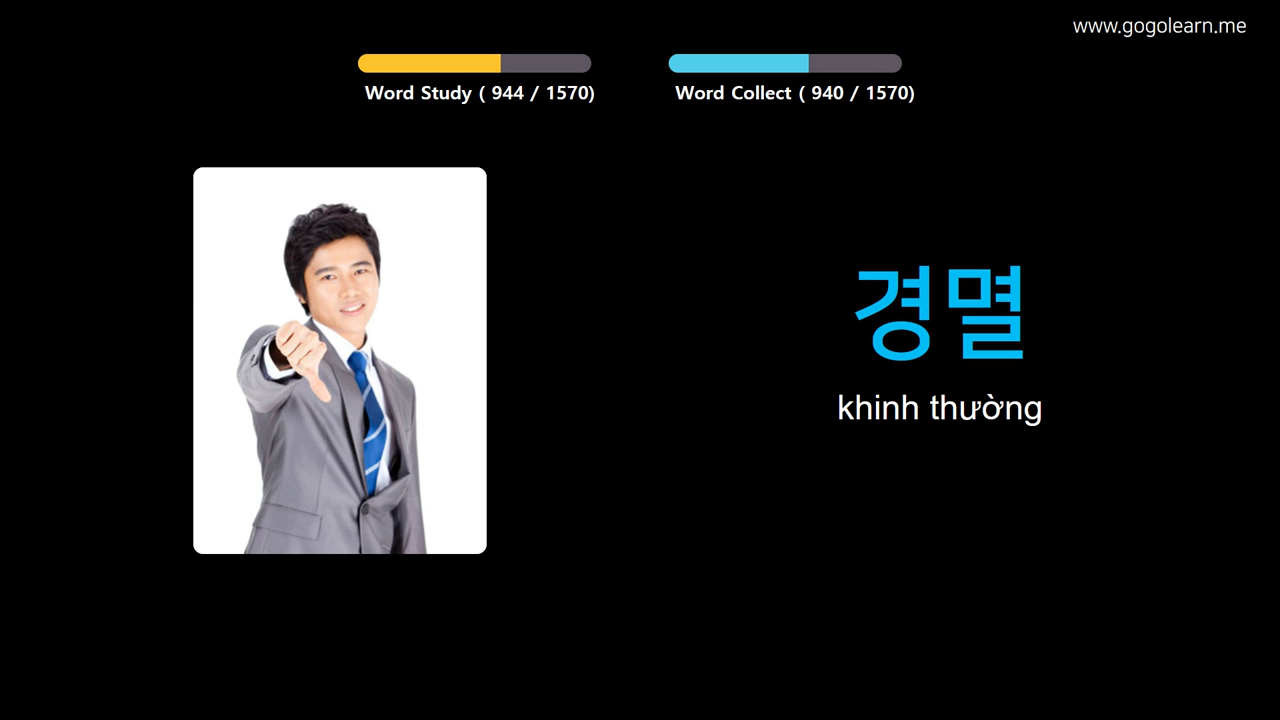 www.gogolearn.me
Word Study ( 944 / 1570)
Word Collect ( 940 / 1570)
경멸
khinh thường